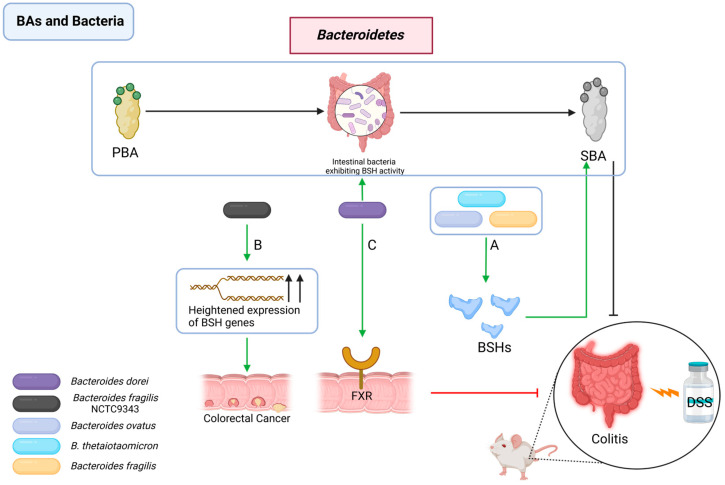 BAs and Bacteria
Bacteroidetes
PBA
Intestinal bacteria
exhibiting BSH activity
SBA
B
C
A
Heightened expression
of BSH genes
BSHs
Colorectal Cancer
FXR
Colitis
DSS
Bacteroides dorei
Bacteroides fragilis
NCTC9343
Bacteroides ovatus
B. thetaiotaomicron
Bacteroides fragilis